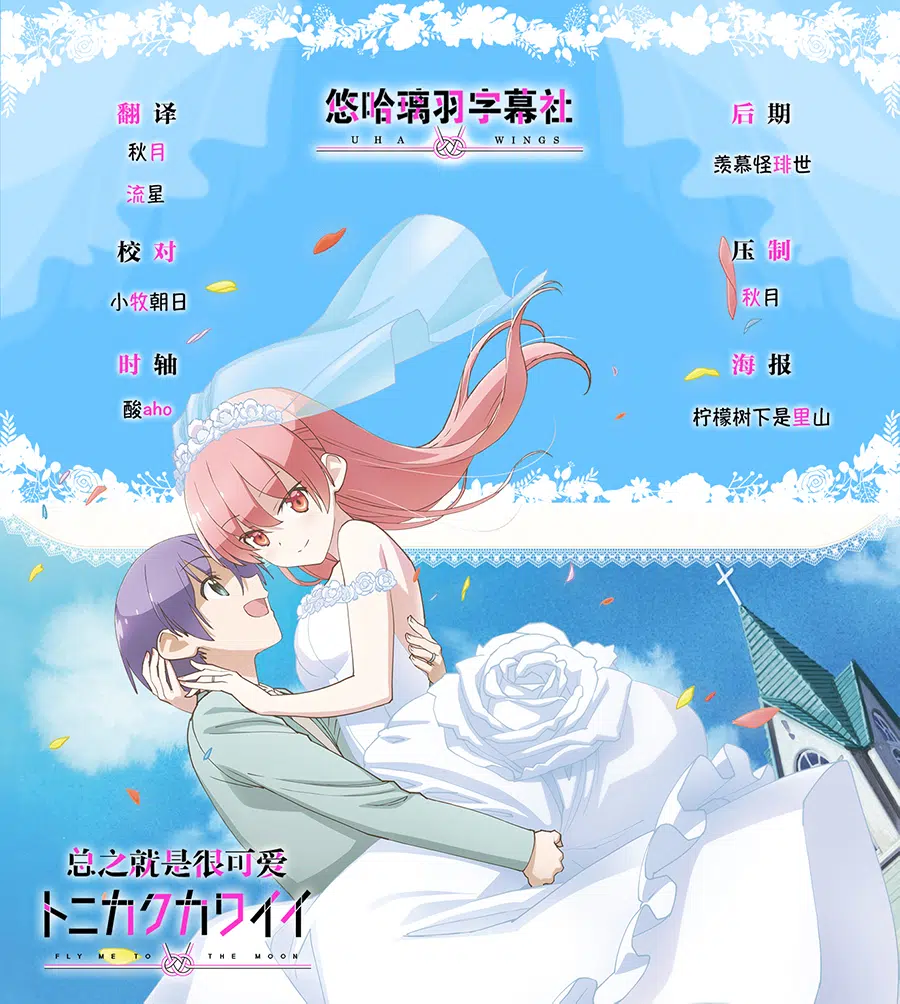 悠哈璃羽字幕社
UHA WINGS
翻译
秋月
流星
校对
小牧朝日
时轴
酸aho
后期
羡慕怪琲世
压制
秋月
海报
柠檬树下是里山
总之就是很可爱
トニカクカワイイ
FLY ME TO THE MOON